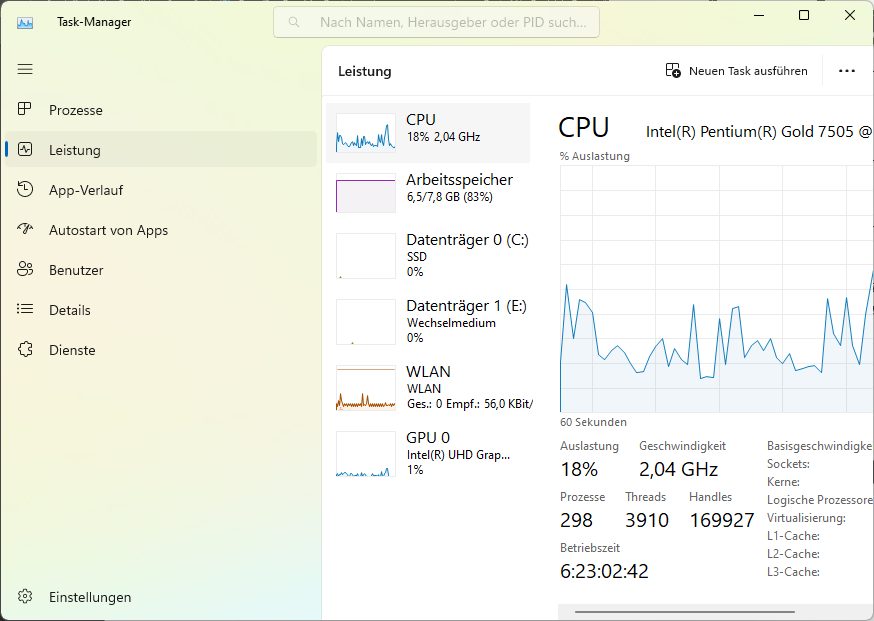 Task-Manager
Nach Namen, Herausgeber oder PID such...
Prozesse
Leistung
App-Verlauf
Autostart von Apps
Benutzer
Details
Dienste
Einstellungen
Leistung
Neuen Task ausführen
CPU
18% 2,04 GHz
Arbeitsspeicher
6,5/7,8 GB (83%)
Datenträger 0 (C:)
SSD
0%
Datenträger 1 (E:)
Wechselmedium
0%
WLAN
WLAN
Ges.: 0 Empf.: 56,0 KBit/
GPU 0
Intel(R) UHD Grap...
1%
CPU
Intel(R) Pentium(R) Gold 7505 @
% Auslastung
60 Sekunden
Auslastung
18%
Geschwindigkeit
2,04 GHz
Prozesse
298
Threads
3910
Handles
169927
Betriebszeit
6:23:02:42
Basisgeschwindigke
Sockets:
Kerne:
Logische Prozessore
Virtualisierung:
L1-Cache:
L2-Cache:
L3-Cache: